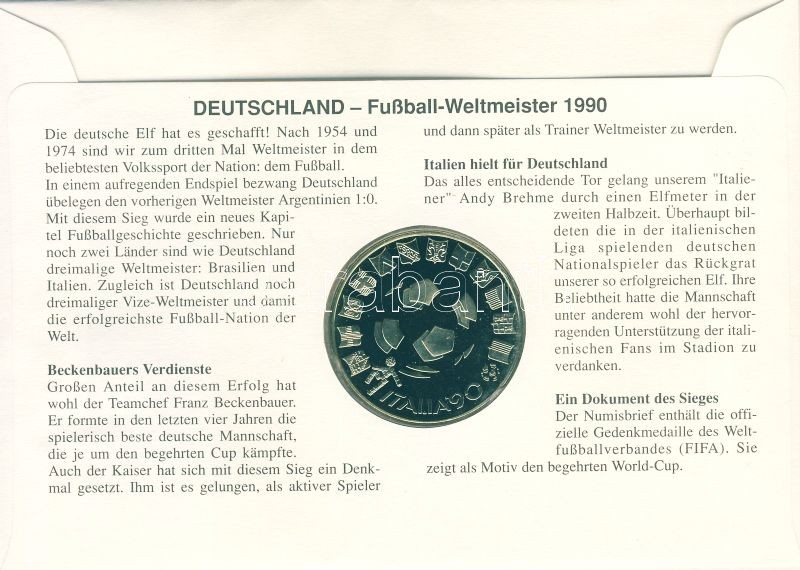 DEUTSCHLAND – Fußball-Weltmeister 1990
Die deutsche Elf hat es geschafft! Nach 1954 und
1974 sind wir zum dritten Mal Weltmeister in dem
beliebtesten Volkssport der Nation: dem Fußball.
In einem aufregenden Endspiel bezwang Deutschland
übelegen den vorherigen Weltmeister Argentinien 1:0.
Mit diesem Sieg wurde ein neues Kapi-
tel Fußballgeschichte geschrieben. Nur
noch zwei Länder sind wie Deutschland
dreimalige Weltmeister: Brasilien und
Italien. Zugleich ist Deutschland noch
dreimaliger Vize-Weltmeister und damit
die erfolgreichste Fußball-Nation der
Welt.
Beckenbauers Verdienste
Großen Anteil an diesem Erfolg hat
wohl der Teamchef Franz Beckenbauer.
Er formte in den letzten vier Jahren die
spielerisch beste deutsche Mannschaft,
die je um den begehrten Cup kämpfte.
Auch der Kaiser hat sich mit diesem Sieg ein Denk-
mal gesetzt. Ihm ist es gelungen, als aktiver Spieler
und dann später als Trainer Weltmeister zu werden.
Italien hielt für Deutschland
Das alles entscheidende Tor gelang unserem "Italie-
ner" Andy Brehme durch einen Elfmeter in der
zweiten Halbzeit. Überhaupt bil-
deten die in der italienischen
Liga spielenden deutschen
Nationalspieler das Rückgrat
unserer so erfolgreichen Elf. Ihre
Beliebtheit hatte die Mannschaft
unter anderem wohl der hervor-
ragenden Unterstützung der itali-
enischen Fans im Stadion zu
verdanken.
Ein Dokument des Sieges
Der Numisbrief enthält die offi-
zielle Gedenkmedaille des Welt-
fußballverbandes (FIFA). Sie
zeigt als Motiv den begehrten World-Cup.
ITALIA'90